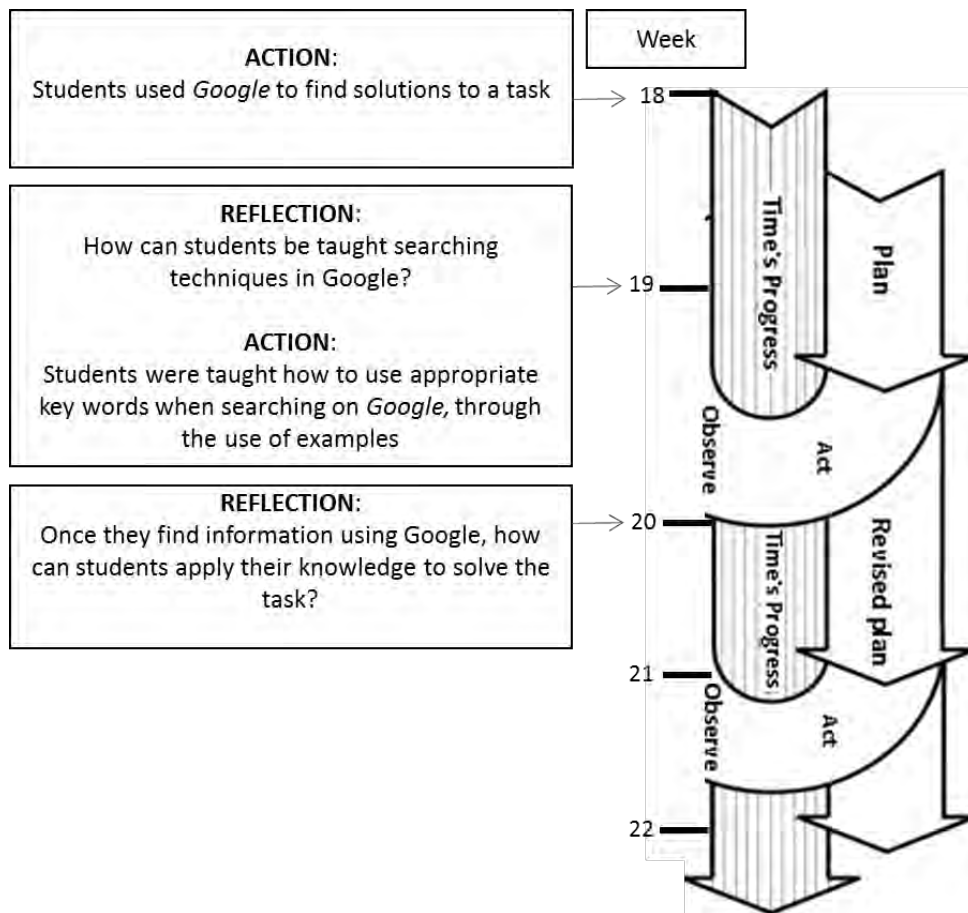 ACTION:
Students used Google to find solutions to a task
Week
18
REFLECTION:
How can students be taught searching
techniques in Google?
ACTION:
Students were taught how to use appropriate
key words when searching on Google, through
the use of examples
19
REFLECTION:
Once they find information using Google, how
can students apply their knowledge to solve the
task?
20
21
22
Time's Progress
Plan
Observe
Act
Time's Progress
Revised plan
Observe
Act